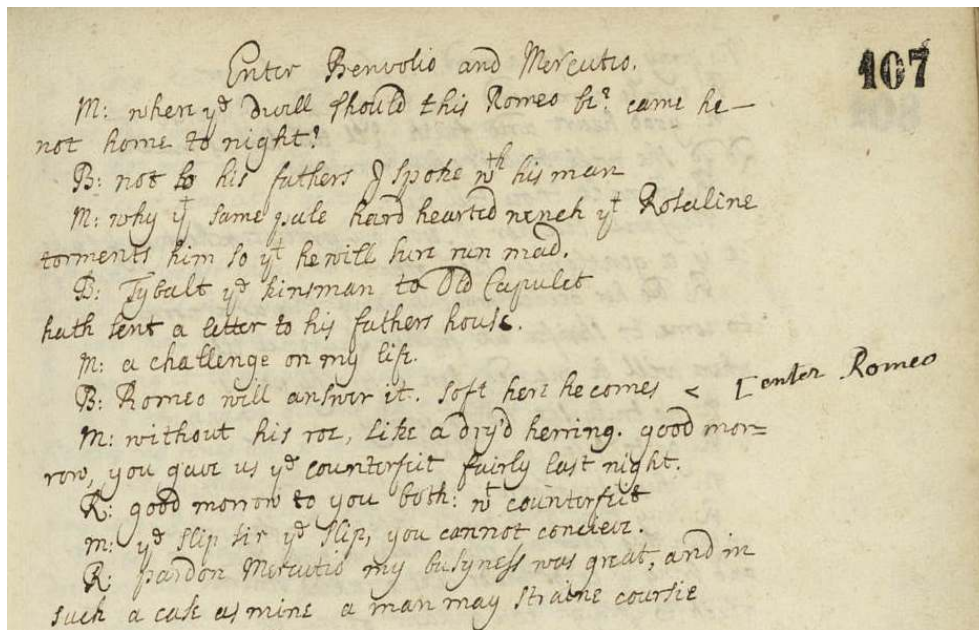 Enter Benvolio and Mercutio.
107
M: where ye divill should this Romeo be? came he—
not home to night?
B: not to his fathers I spoke wth his man
M: why yt same pale hard hearted wench yt Rosaline
torments him so yt he will sure run mad.
B: Tybalt ye kinsman to Old Capulet
hath sent a letter to his fathers house.
M: a challenge on my life.
B: Romeo will answer it. soft here he comes < [enter Romeo
M: without his roe, like a dry'd herring. good mor=
row, you gave us ye counterfeit fairly last night.
R: good morrow to you both: wt counterfeit
m: ye slip sir ye slip, you cannot conceive.
R: pardon Mercutio my busyness was great, and in
such a case as mine a man may straine coursie